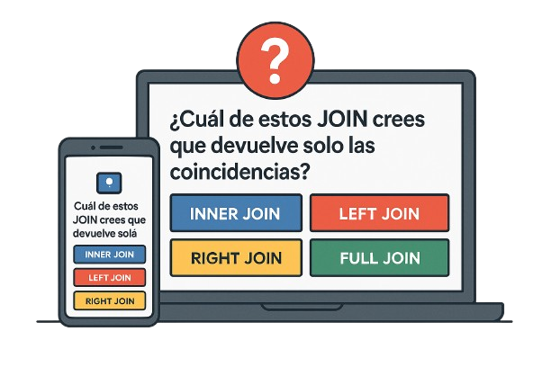 ?
¿Cuál de estos JOIN crees
que devuelve solo las
coincidencias?
INNER JOIN
LEFT JOIN
RIGHT JOIN
FULL JOIN
Cuál de estos
JOIN crees que
devuelve solá
INNER JOIN
LEFT JOIN
RIGHT JOIN